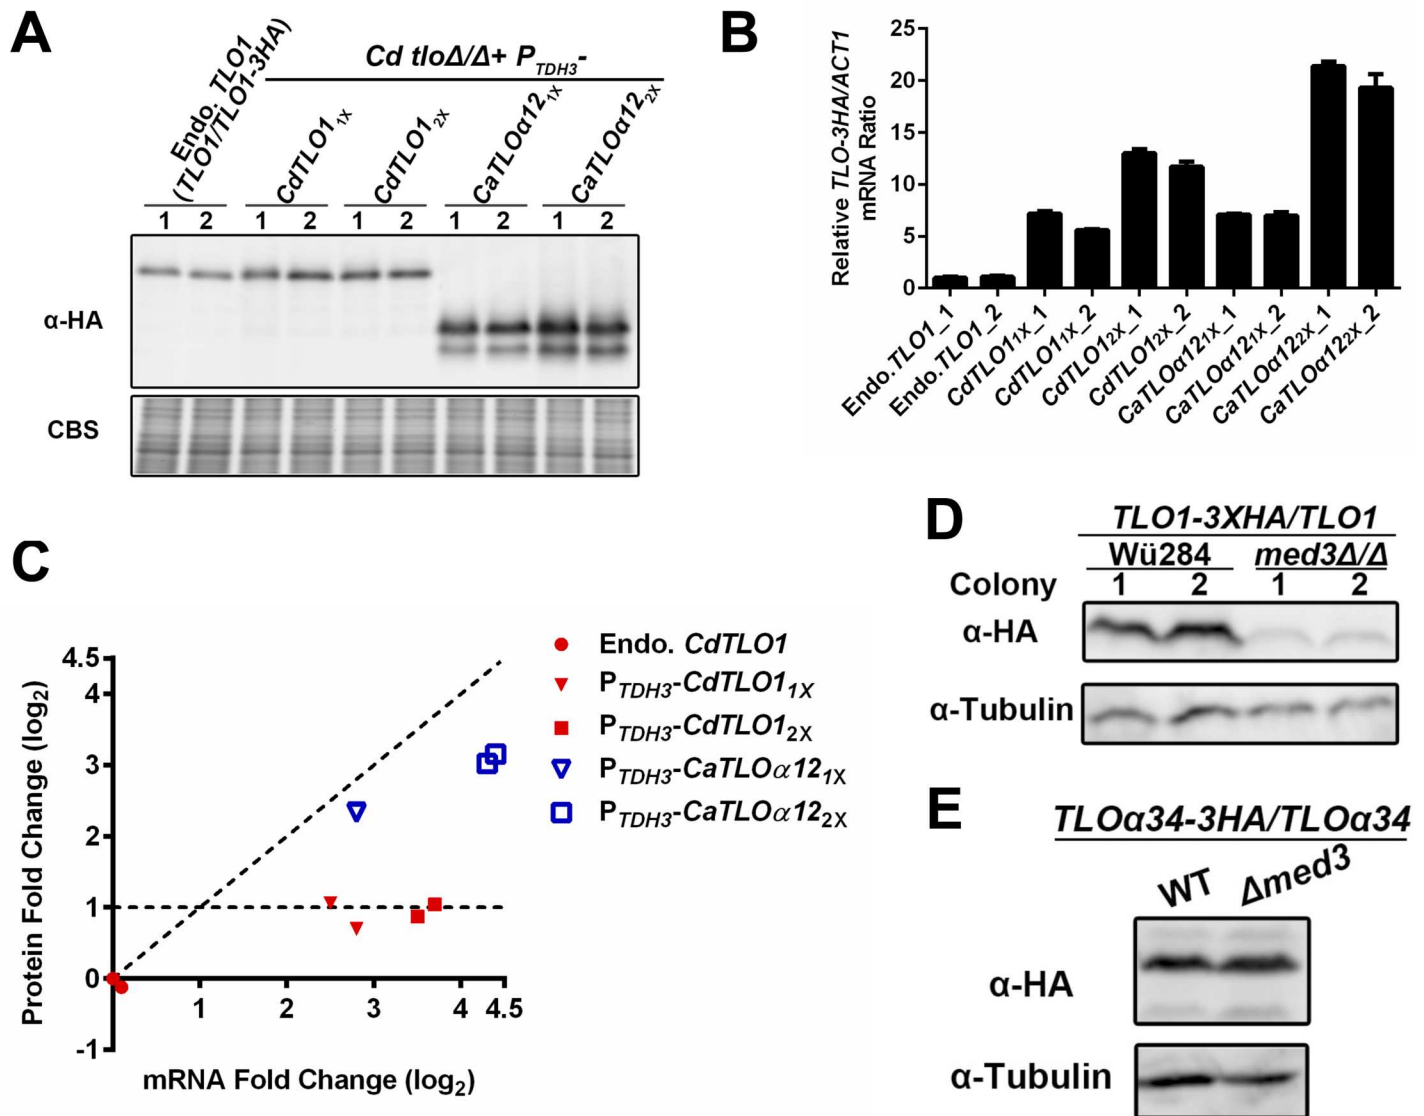 A
Endo. TLO1
(TLO1/TLO1-3HA)
Cd tloΔ/Δ+ PTDH3-
CdTLO11X
CdTLO12X
CaTLOα121X
CaTLOα122X
1 2 1 2 1 2 1 2 1 2
α-HA
CBS
B
Relative TLO-3HA/ACT1
mRNA Ratio
25
20
15
10
5
0
Endo.TLO1_1
Endo.TLO1_2
CdTLO11X_1
CdTLO11X_2
CdTLO12X_1
CdTLO12X_2
CaTLOα121X_1
CaTLOα121X_2
CaTLOα122X_1
CaTLOα122X_2
C
Protein Fold Change (log2)
4.5
4
3
2
1
0
-1
1 2 3 4 4.5
mRNA Fold Change (log2)
Endo. CdTLO1
PTDH3-CdTLO11X
PTDH3-CdTLO12X
PTDH3-CaTLOα121X
PTDH3-CaTLOα122X
D
TLO1-3XHA/TLO1
Wü284 med3Δ/Δ
Colony 1 2 1 2
α-HA
α-Tubulin
E
TLOα34-3HA/TLOα34
WT Δmed3
α-HA
α-Tubulin